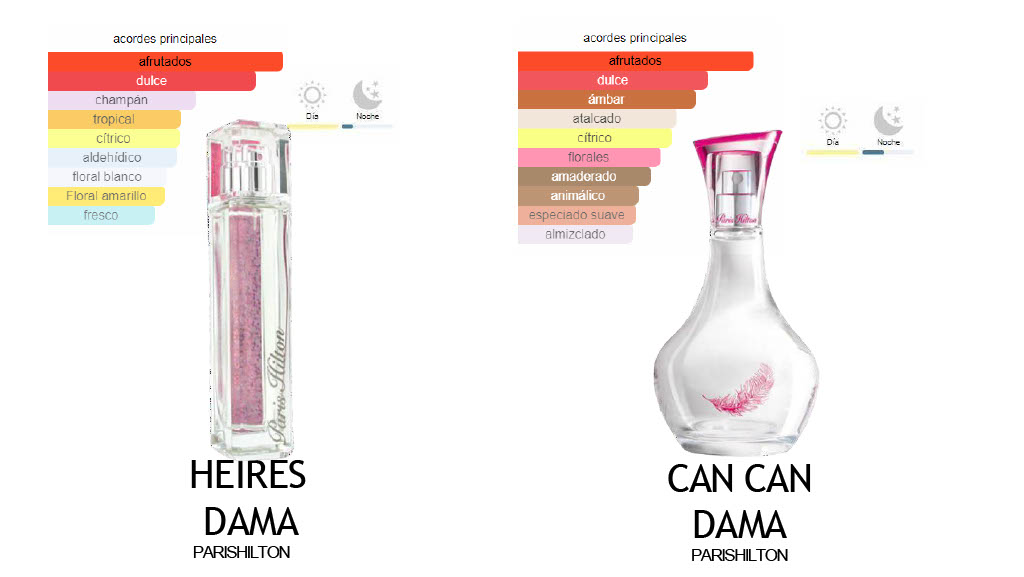 acordes principales
afrutados
dulce
champán
tropical
cítrico
aldehídico
floral blanco
Floral amarillo
fresco
Día
Noche
Paris Hilton
HEIRES
DAMA
PARISHILTON
acordes principales
afrutados
dulce
ámbar
atalcado
cítrico
florales
amaderado
animálico
especiado suave
almizclado
Día
Noche
Paris Hilton
CAN CAN
DAMA
PARISHILTON